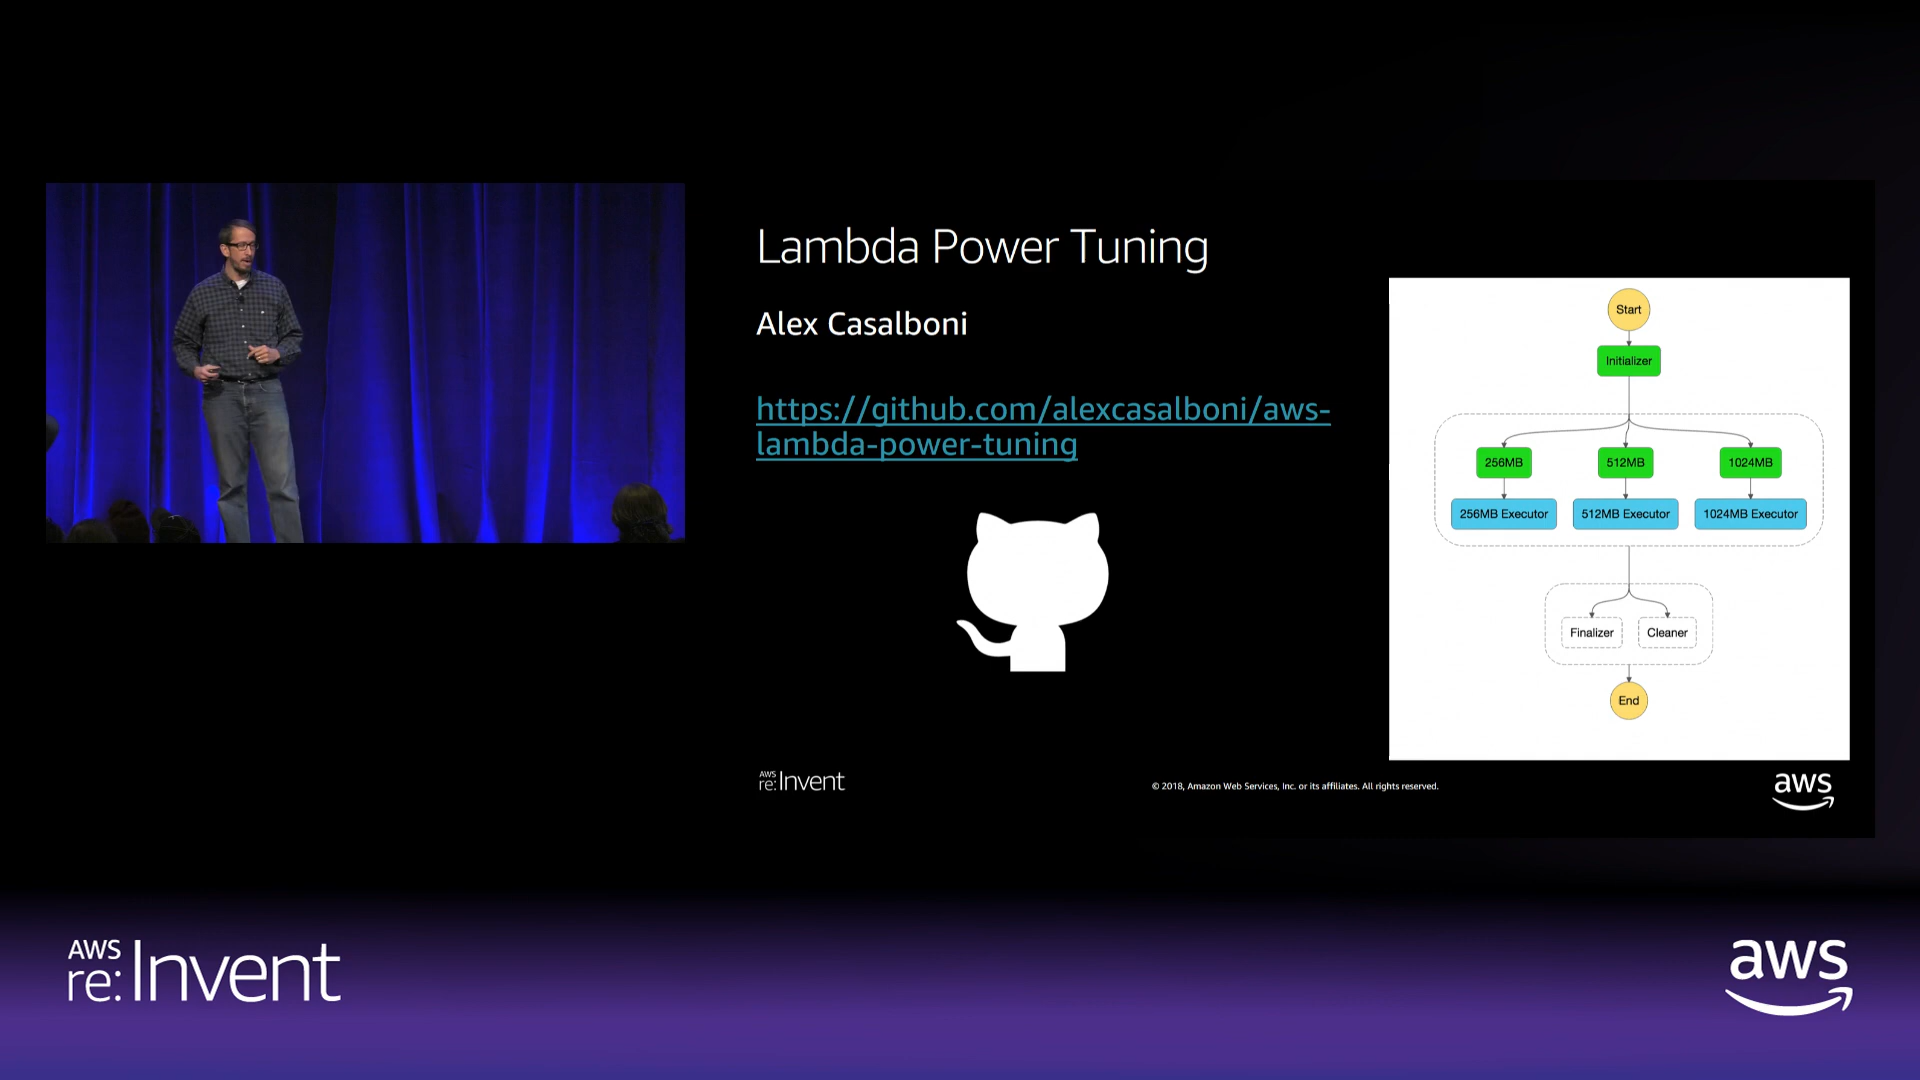 Lambda Power Tuning
Alex Casalboni
https://github.com/alexcasalboni/aws-
lambda-power-tuning
Start
Initializer
256MB 512MB 1024MB
256MB Executor 512MB Executor 1024MB Executor
Finalizer Cleaner
End
AWS
re:Invent
© 2018, Amazon Web Services, Inc. or its affiliates. All rights reserved.
aws
AWS
re:Invent
aws